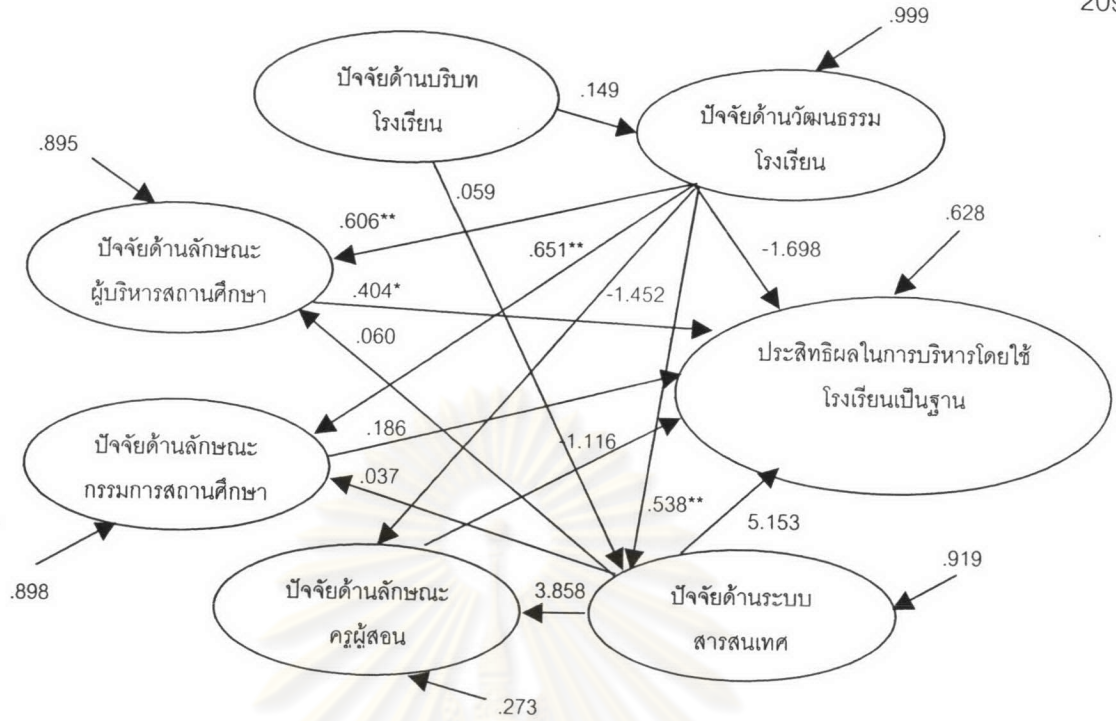 209
.999
ปัจจัยด้านบริบท
โรงเรียน
.149
ปัจจัยด้านวัฒนธรรม
โรงเรียน
.895
.059
.606**
.651**
-1.698
.628
ปัจจัยด้านลักษณะ
ผู้บริหารสถานศึกษา
.404*
-1.452
.060
ประสิทธิผลในการบริหารโดยใช้
โรงเรียนเป็นฐาน
ปัจจัยด้านลักษณะ
กรรมการสถานศึกษา
.186
-1.116
.037
.538**
5.153
.898
ปัจจัยด้านลักษณะ
ครูผู้สอน
3.858
ปัจจัยด้านระบบ
สารสนเทศ
.919
.273